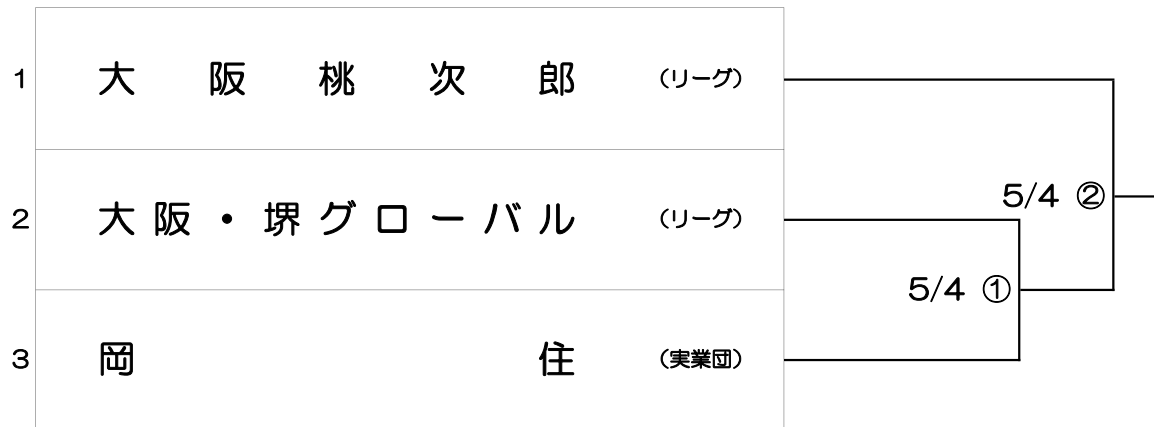 1 大阪桃次郎 (リーグ)
5/4 ②
2 大阪・堺グローバル (リーグ)
5/4 ①
3 岡住 (実業団)